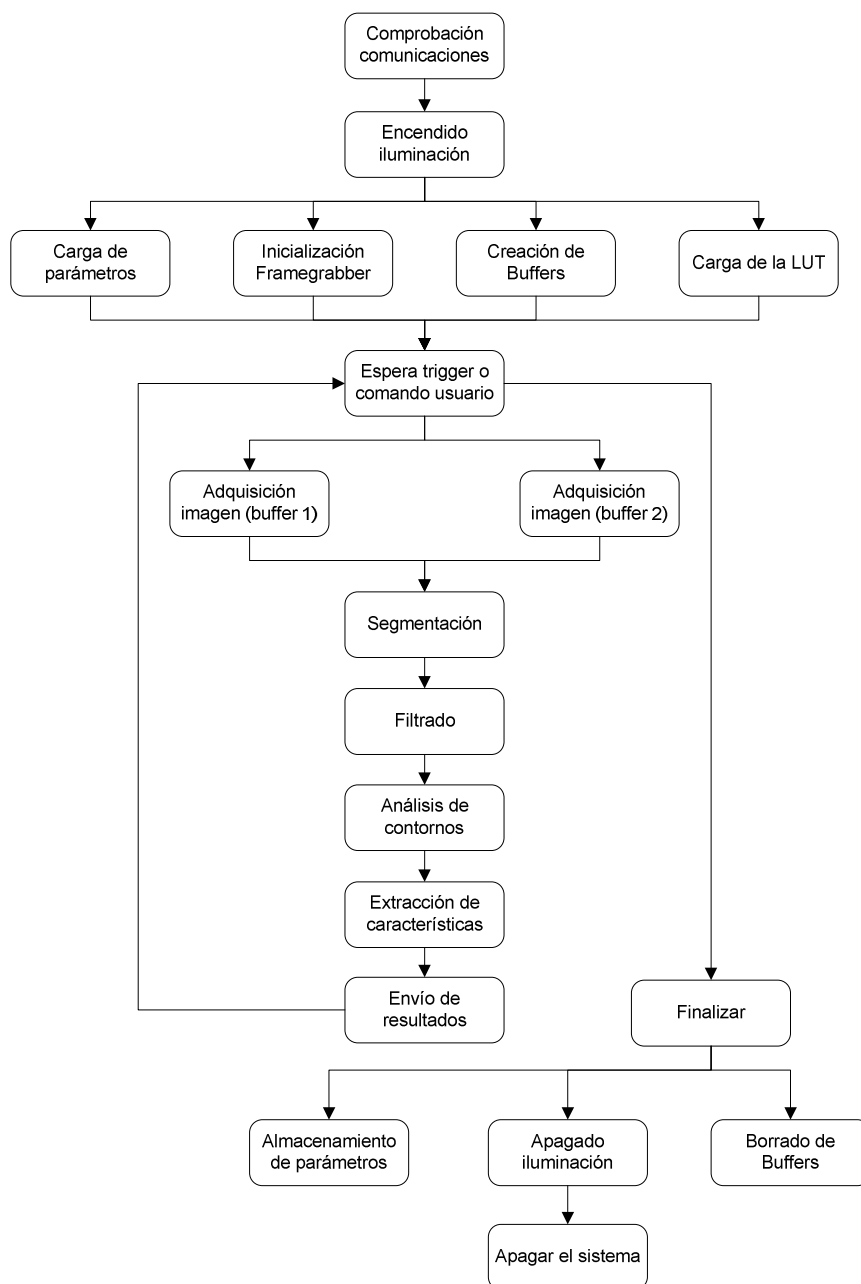 Comprobación
comunicaciones
Encendido
iluminación
Carga de
parámetros
Inicialización
Framegrabber
Creación de
Buffers
Carga de la LUT
Espera trigger o
comando usuario
Adquisición
imagen (buffer 1)
Adquisición
imagen (buffer 2)
Segmentación
Filtrado
Análisis de
contornos
Extracción de
características
Envío de
resultados
Finalizar
Almacenamiento
de parámetros
Apagado
iluminación
Borrado de
Buffers
Apagar el sistema